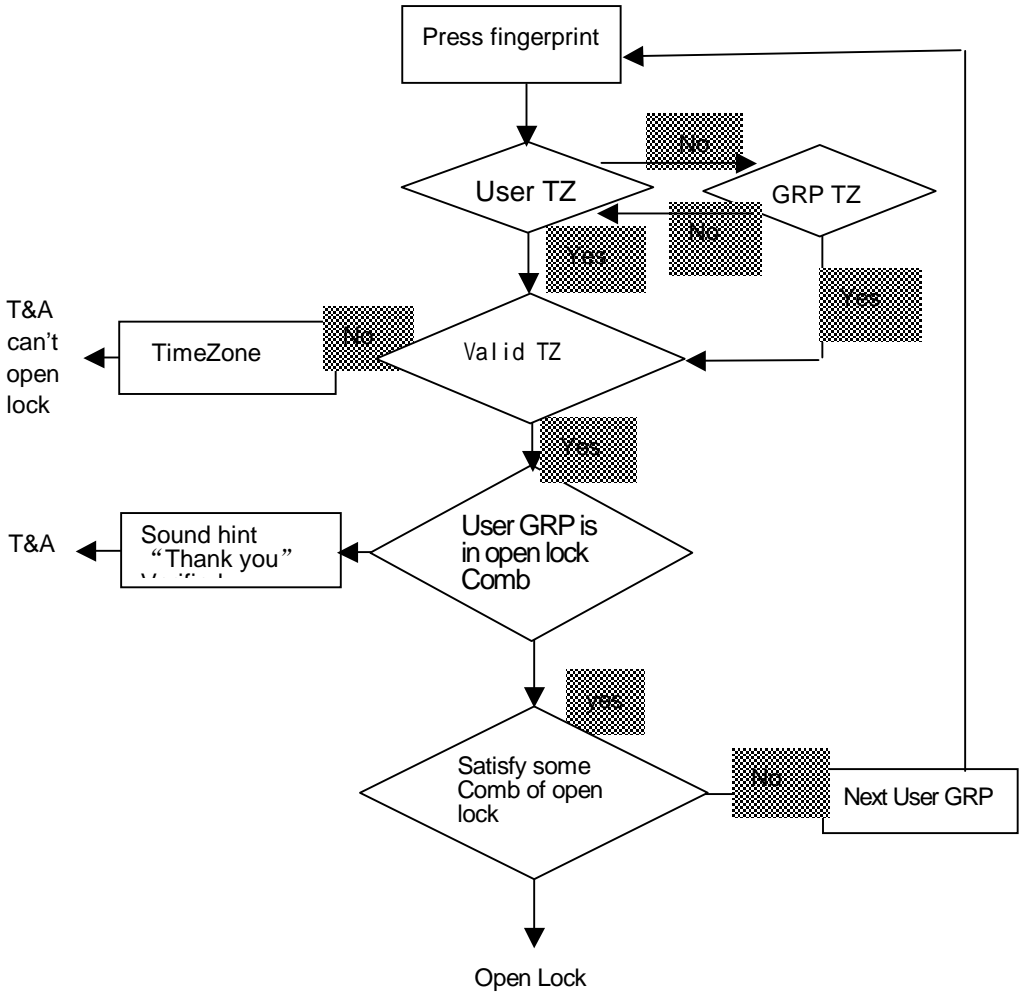 Press fingerprint
No
User TZ
GRP TZ
No
Yes
Yes
T&A
can't
open
lock
TimeZone
No
Valid TZ
Yes
User GRP is
in open lock
Comb
T&A
Sound hint
“Thank you”
yes
Satisfy some
Comb of open
lock
No
Next User GRP
Open Lock